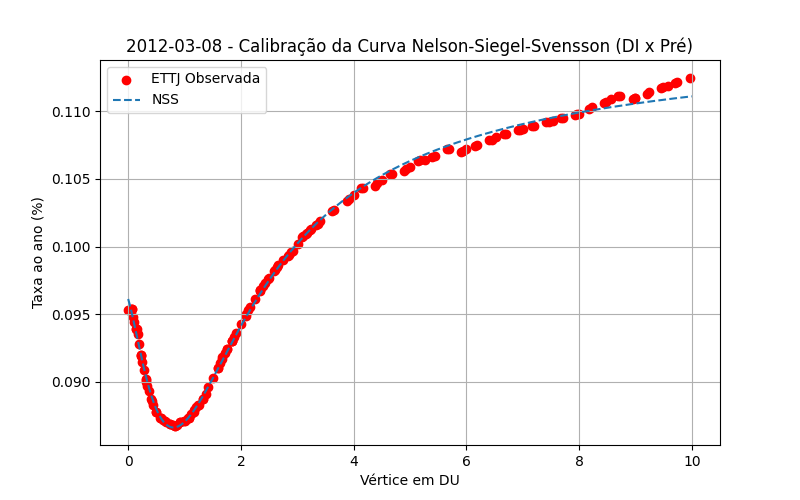 2012-03-08 - Calibração da Curva Nelson-Siegel-Svensson (DI x Pré)
ETTJ Observada
NSS
Taxa ao ano (%)
0.110
0.105
0.100
0.095
0.090
0
2
4
6
8
10
Vértice em DU